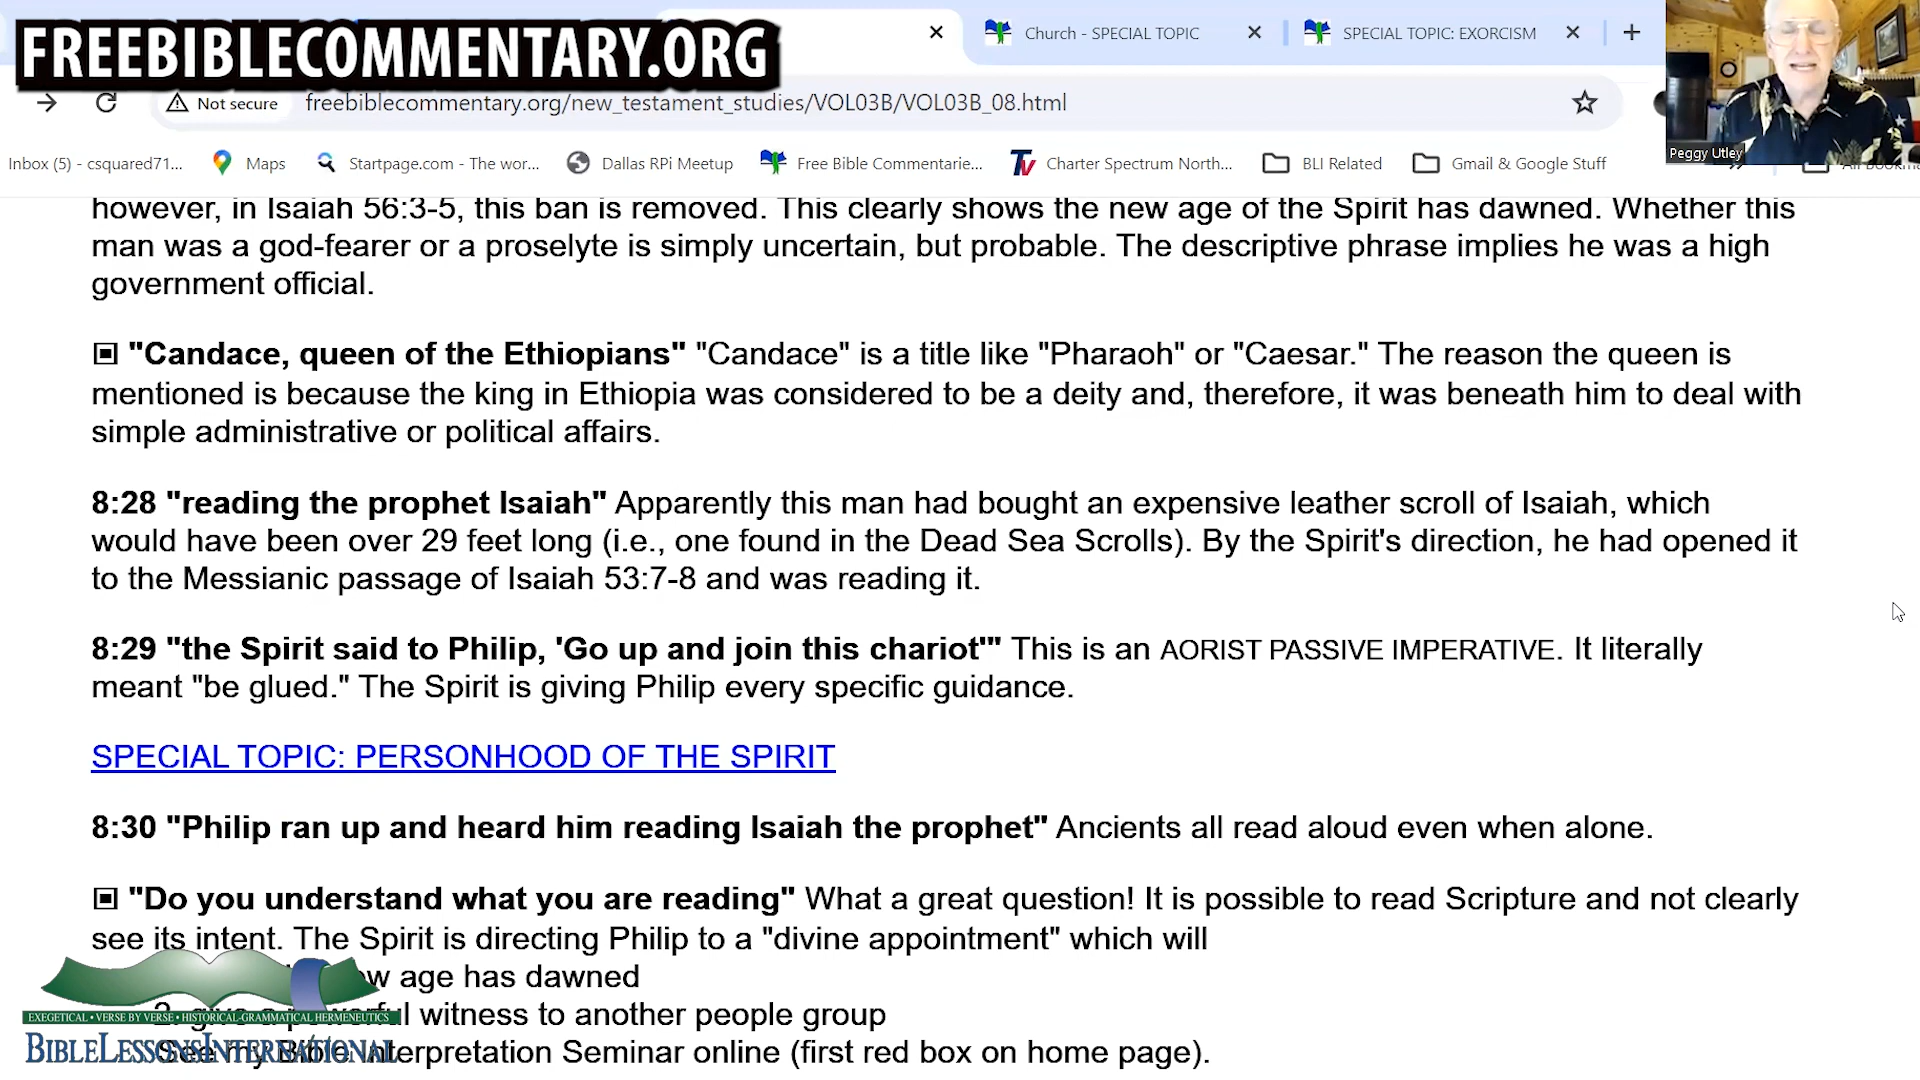 FREEBIBLECOMMENTARY.ORG
Church - SPECIAL TOPIC
SPECIAL TOPIC: EXORCISM
Not secure
freebiblecommentary.org/new_testament_studies/VOL03B/VOL03B_08.html
Peggy Utley
Inbox (5) - csquared71...
Maps
Startpage.com - The wor...
Dallas RPi Meetup
Free Bible Commentarie...
Charter Spectrum North...
BLI Related
Gmail & Google Stuff
however, in Isaiah 56:3-5, this ban is removed. This clearly shows the new age of the Spirit has dawned. Whether this
man was a god-fearer or a proselyte is simply uncertain, but probable. The descriptive phrase implies he was a high
government official.
"Candace, queen of the Ethiopians" "Candace" is a title like "Pharaoh" or "Caesar." The reason the queen is
mentioned is because the king in Ethiopia was considered to be a deity and, therefore, it was beneath him to deal with
simple administrative or political affairs.
8:28 "reading the prophet Isaiah" Apparently this man had bought an expensive leather scroll of Isaiah, which
would have been over 29 feet long (i.e., one found in the Dead Sea Scrolls). By the Spirit's direction, he had opened it
to the Messianic passage of Isaiah 53:7-8 and was reading it.
8:29 "the Spirit said to Philip, 'Go up and join this chariot'" This is an AORIST PASSIVE IMPERATIVE. It literally
meant "be glued." The Spirit is giving Philip every specific guidance.
SPECIAL TOPIC: PERSONHOOD OF THE SPIRIT
8:30 "Philip ran up and heard him reading Isaiah the prophet" Ancients all read aloud even when alone.
"Do you understand what you are reading" What a great question! It is possible to read Scripture and not clearly
see its intent. The Spirit is directing Philip to a "divine appointment" which will
age has dawned
2. give a powerful witness to another people group
See my Bible Interpretation Seminar online (first red box on home page).
EXEGETICAL • VERSE BY VERSE • HISTORICAL-GRAMMATICAL HERMENEUTICS
BIBLELESSONSINTERNATIONAL